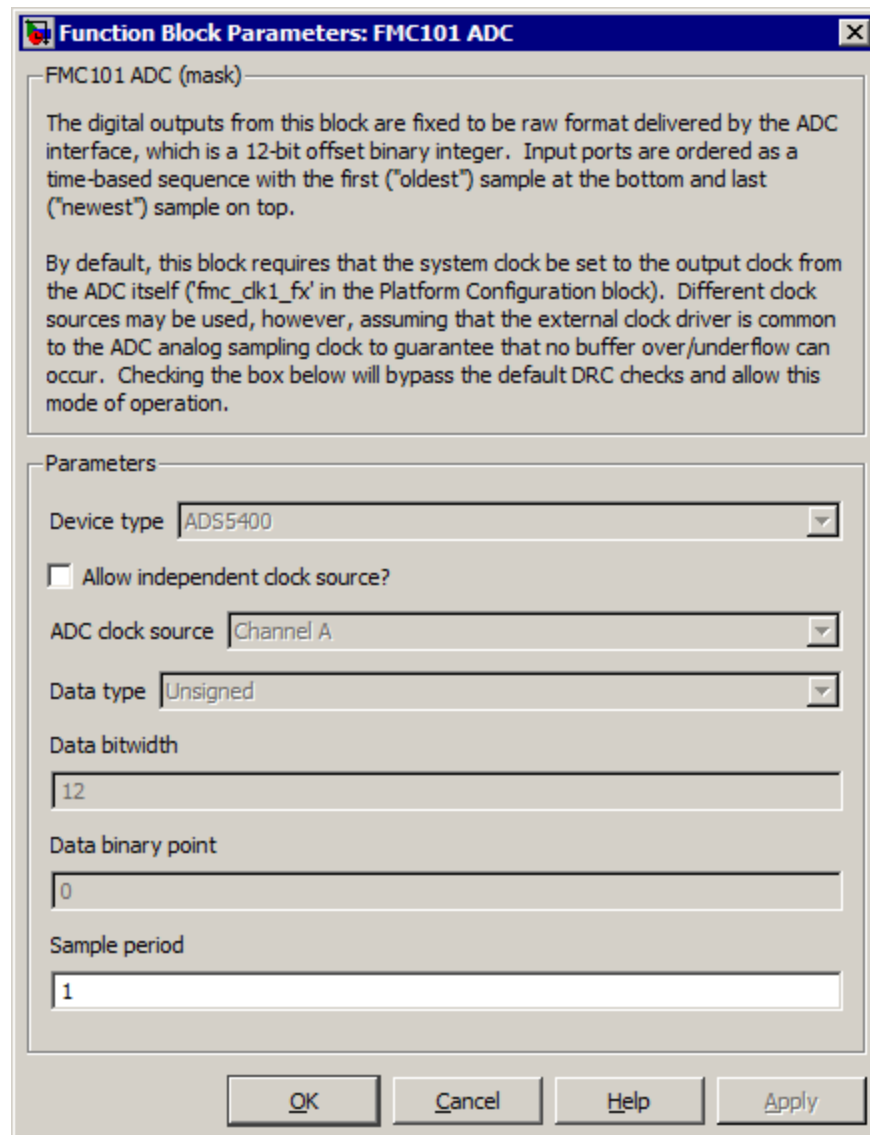 Function Block Parameters: FMC101 ADC
FMC101 ADC (mask)
The digital outputs from this block are fixed to be raw format delivered by the ADC
interface, which is a 12-bit offset binary integer.  Input ports are ordered as a
time-based sequence with the first ("oldest") sample at the bottom and last
("newest") sample on top.
By default, this block requires that the system clock be set to the output clock from
the ADC itself ('fmc_clk1_fx' in the Platform Configuration block).  Different clock
sources may be used, however, assuming that the external clock driver is common
to the ADC analog sampling clock to guarantee that no buffer over/underflow can
occur.  Checking the box below will bypass the default DRC checks and allow this
mode of operation.
Parameters
Device type ADS5400
Allow independent clock source?
ADC clock source Channel A
Data type Unsigned
Data bitwidth
12
Data binary point
0
Sample period
1
OK Cancel Help Apply